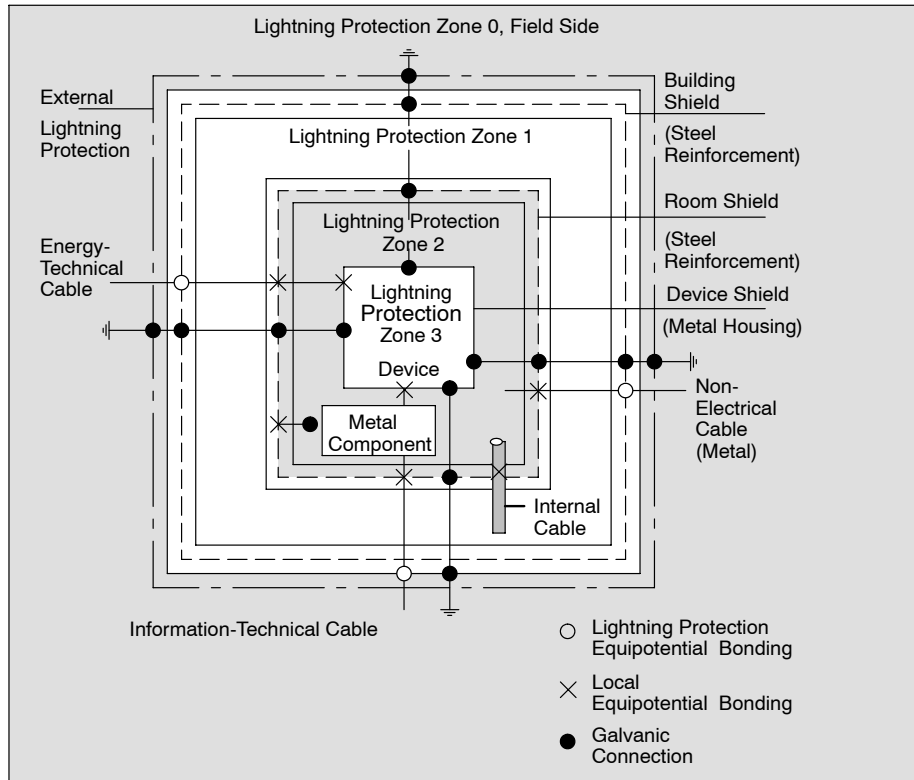 Lightning Protection Zone 0, Field Side
External
Lightning
Protection
Building
Shield
(Steel
Reinforcement)
Lightning Protection Zone 1
Room Shield
(Steel
Reinforcement)
Lightning Protection
Zone 2
Energy-
Technical
Cable
Lightning
Protection
Zone 3
Device
Device Shield
(Metal Housing)
Metal
Component
Non-
Electrical
Cable
(Metal)
Internal
Cable
Information-Technical Cable
Lightning Protection
Equipotential Bonding
Local
Equipotential Bonding
Galvanic
Connection